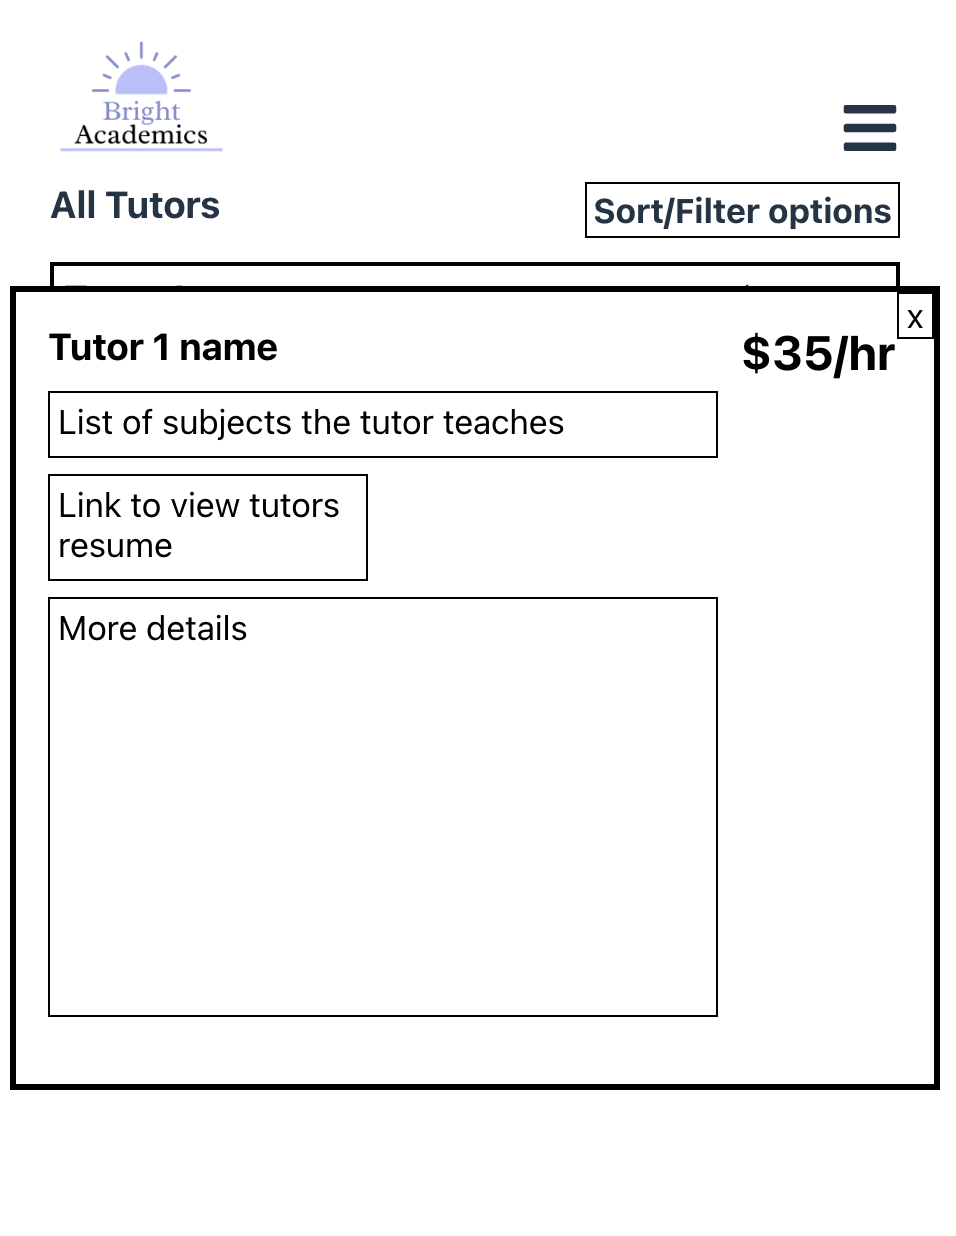 Bright
Academics
All Tutors
Sort/Filter options
x
Tutor 1 name
$35/hr
List of subjects the tutor teaches
Link to view tutors
resume
More details